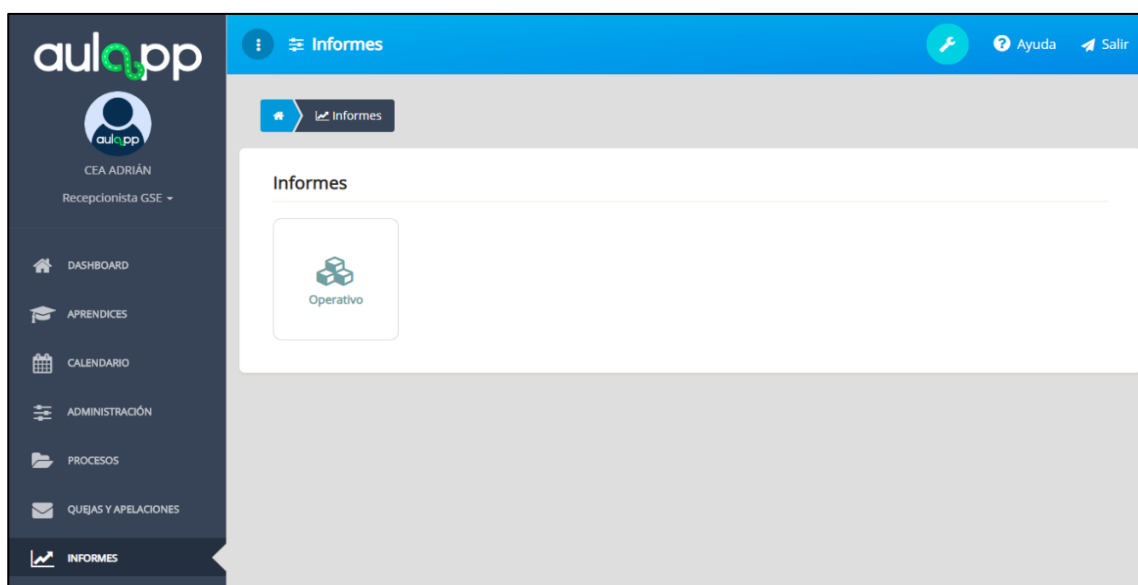 aulapp
aulapp
CEA ADRIÁN
Recepcionista GSE
DASHBOARD
APRENDICES
CALENDARIO
ADMINISTRACIÓN
PROCESOS
QUEJAS Y APELACIONES
INFORMES
Informes
Ayuda
Salir
Informes
Informes
Operativo